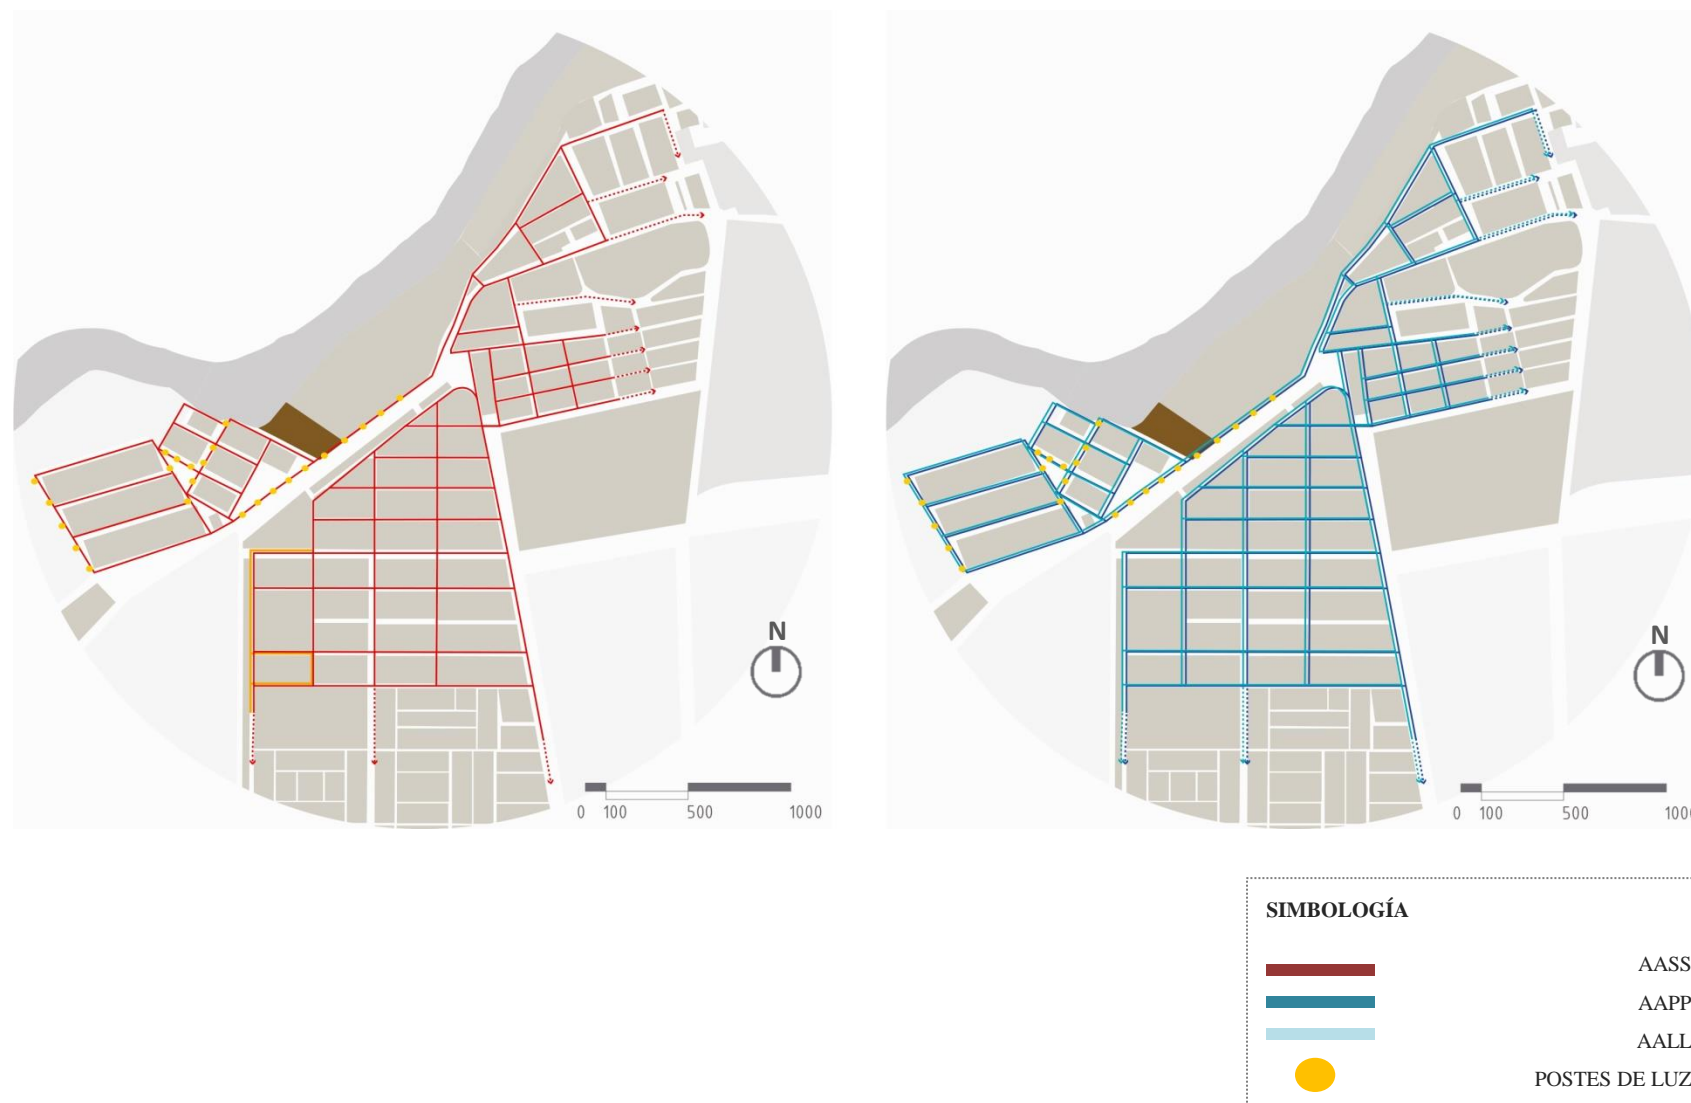 N
0 100 500 1000
N
0 100 500
SIMBOLOGÍA
AASS
AAPP
AALL
POSTES DE LUZ